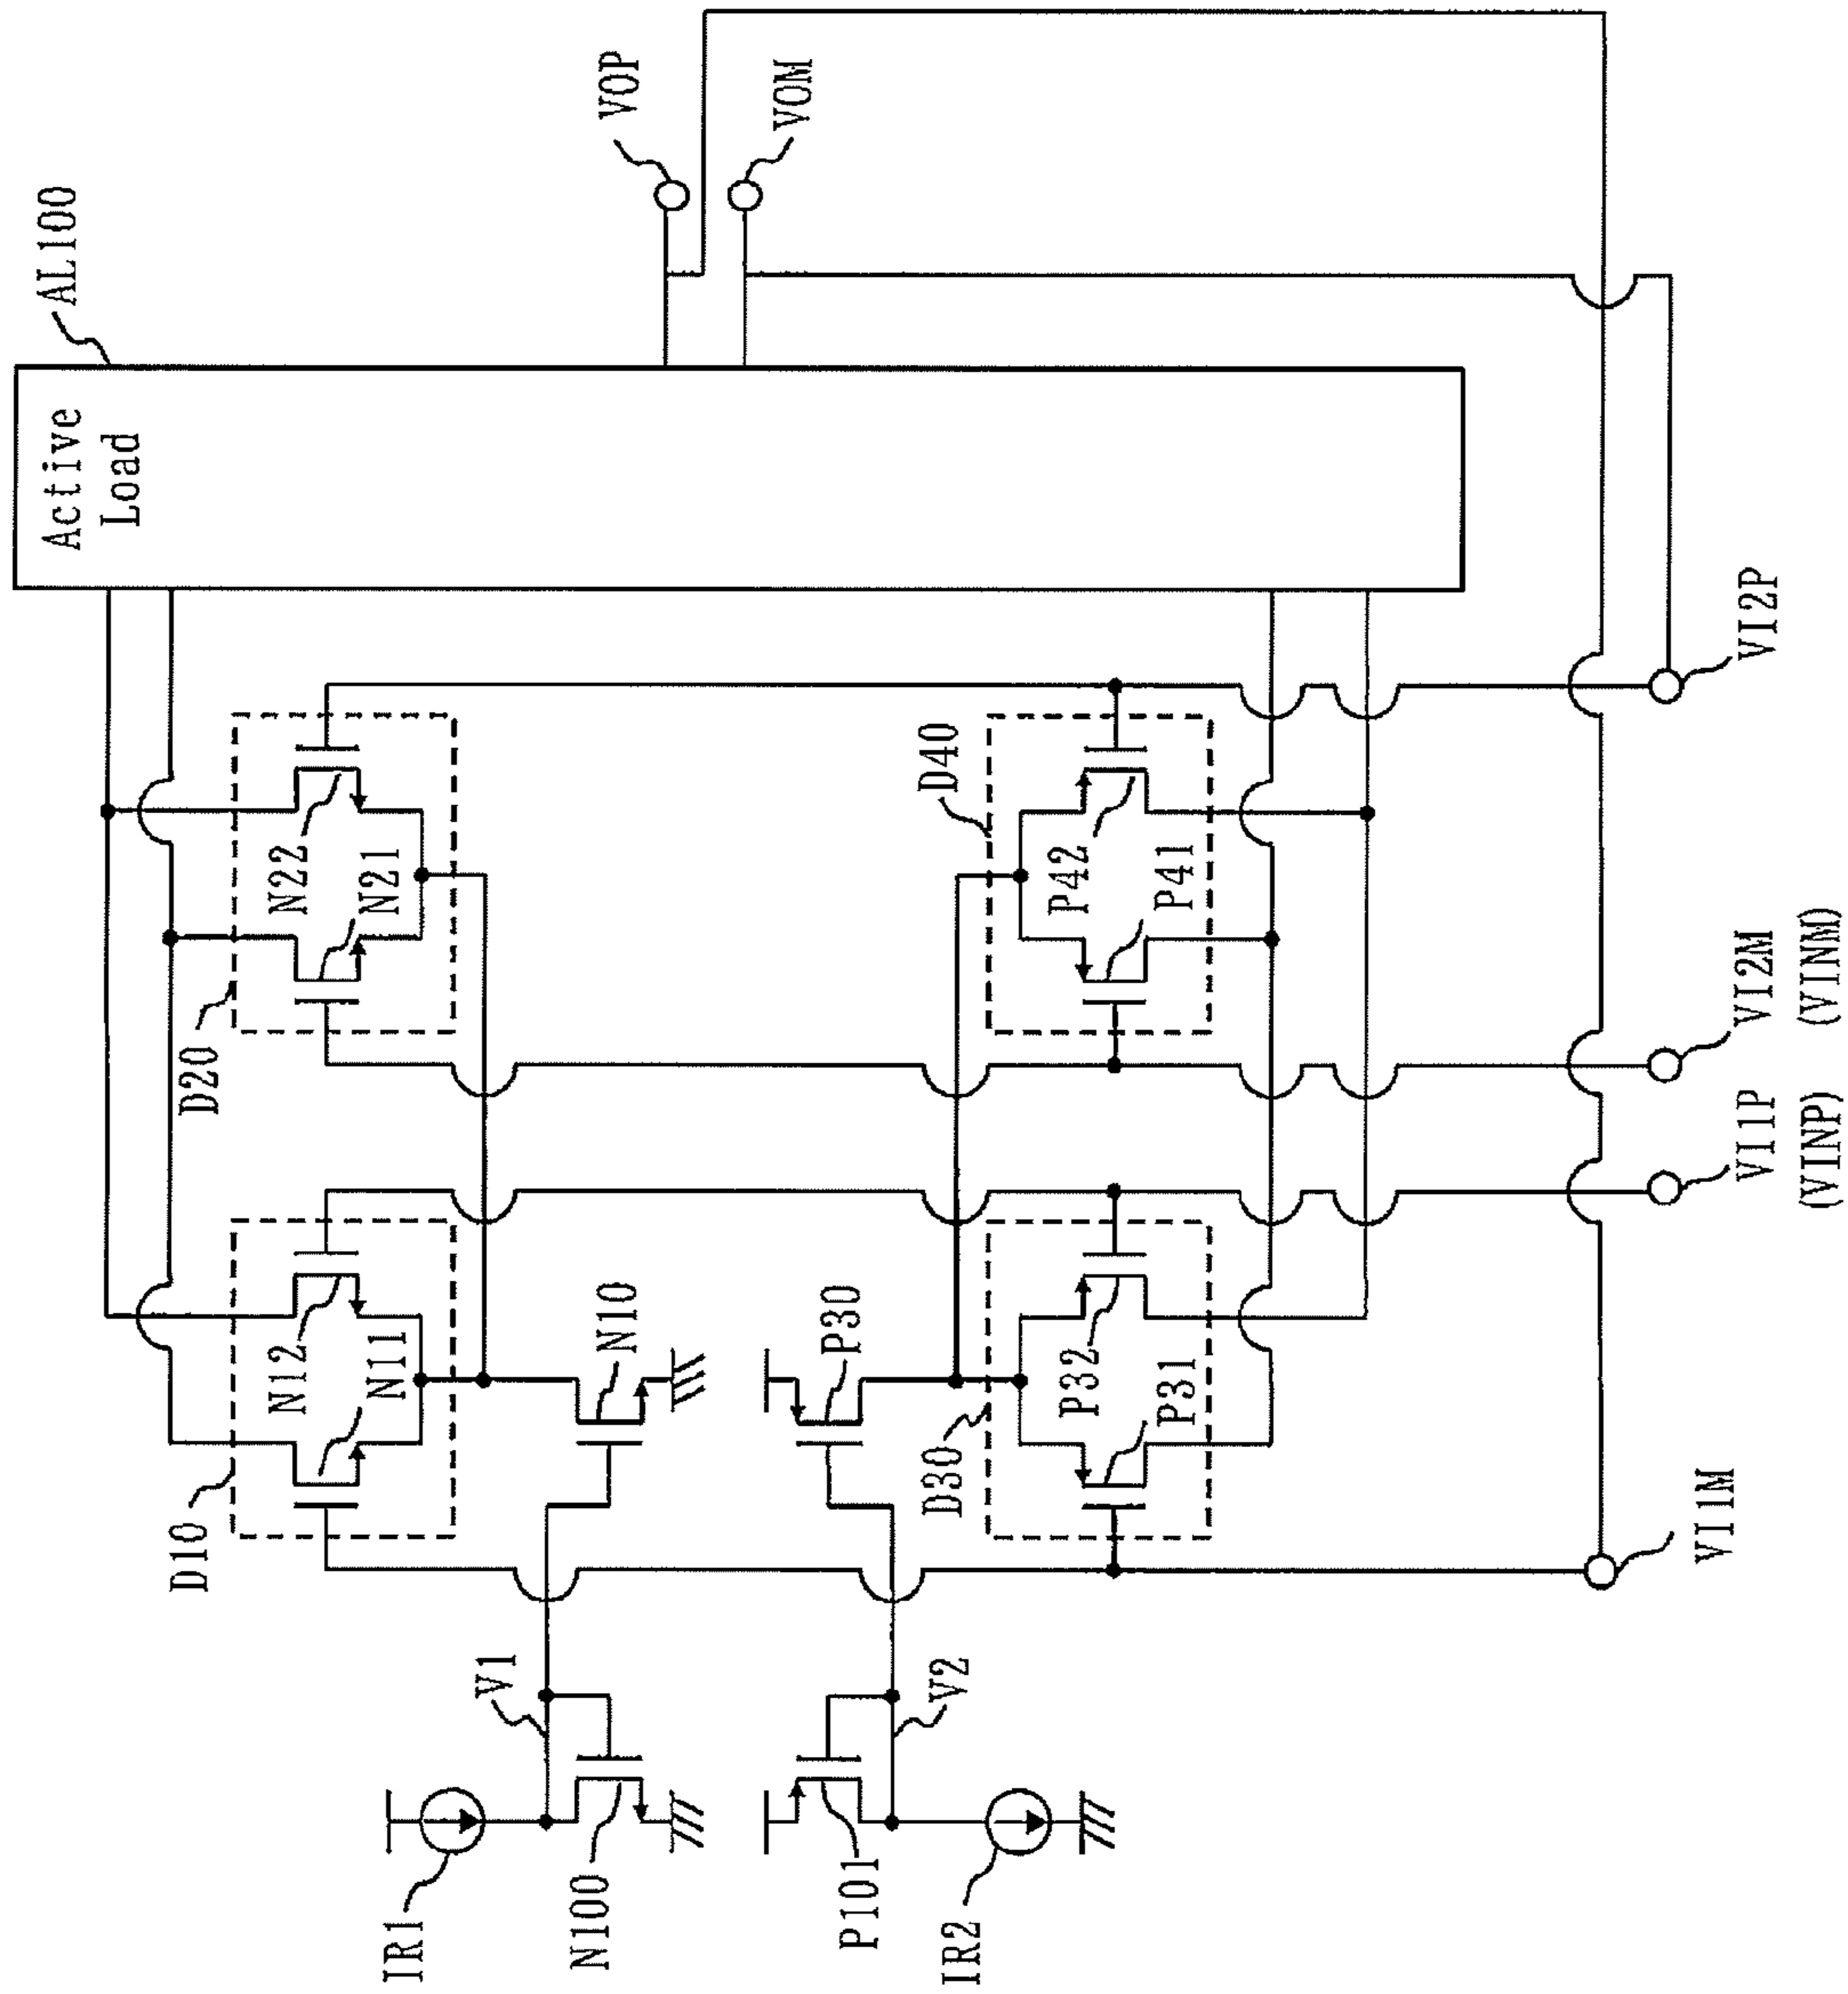 AL100
Active
Load
VOP
VOM
D10
N12
N11
D20
N22
N21
IR1
V1
N100
N10
P101
V2
IR2
P30
D30
P32
P31
D40
P42
P41
VI1M
VI1P
(VINP)
VI2M
(VINM)
VI2P